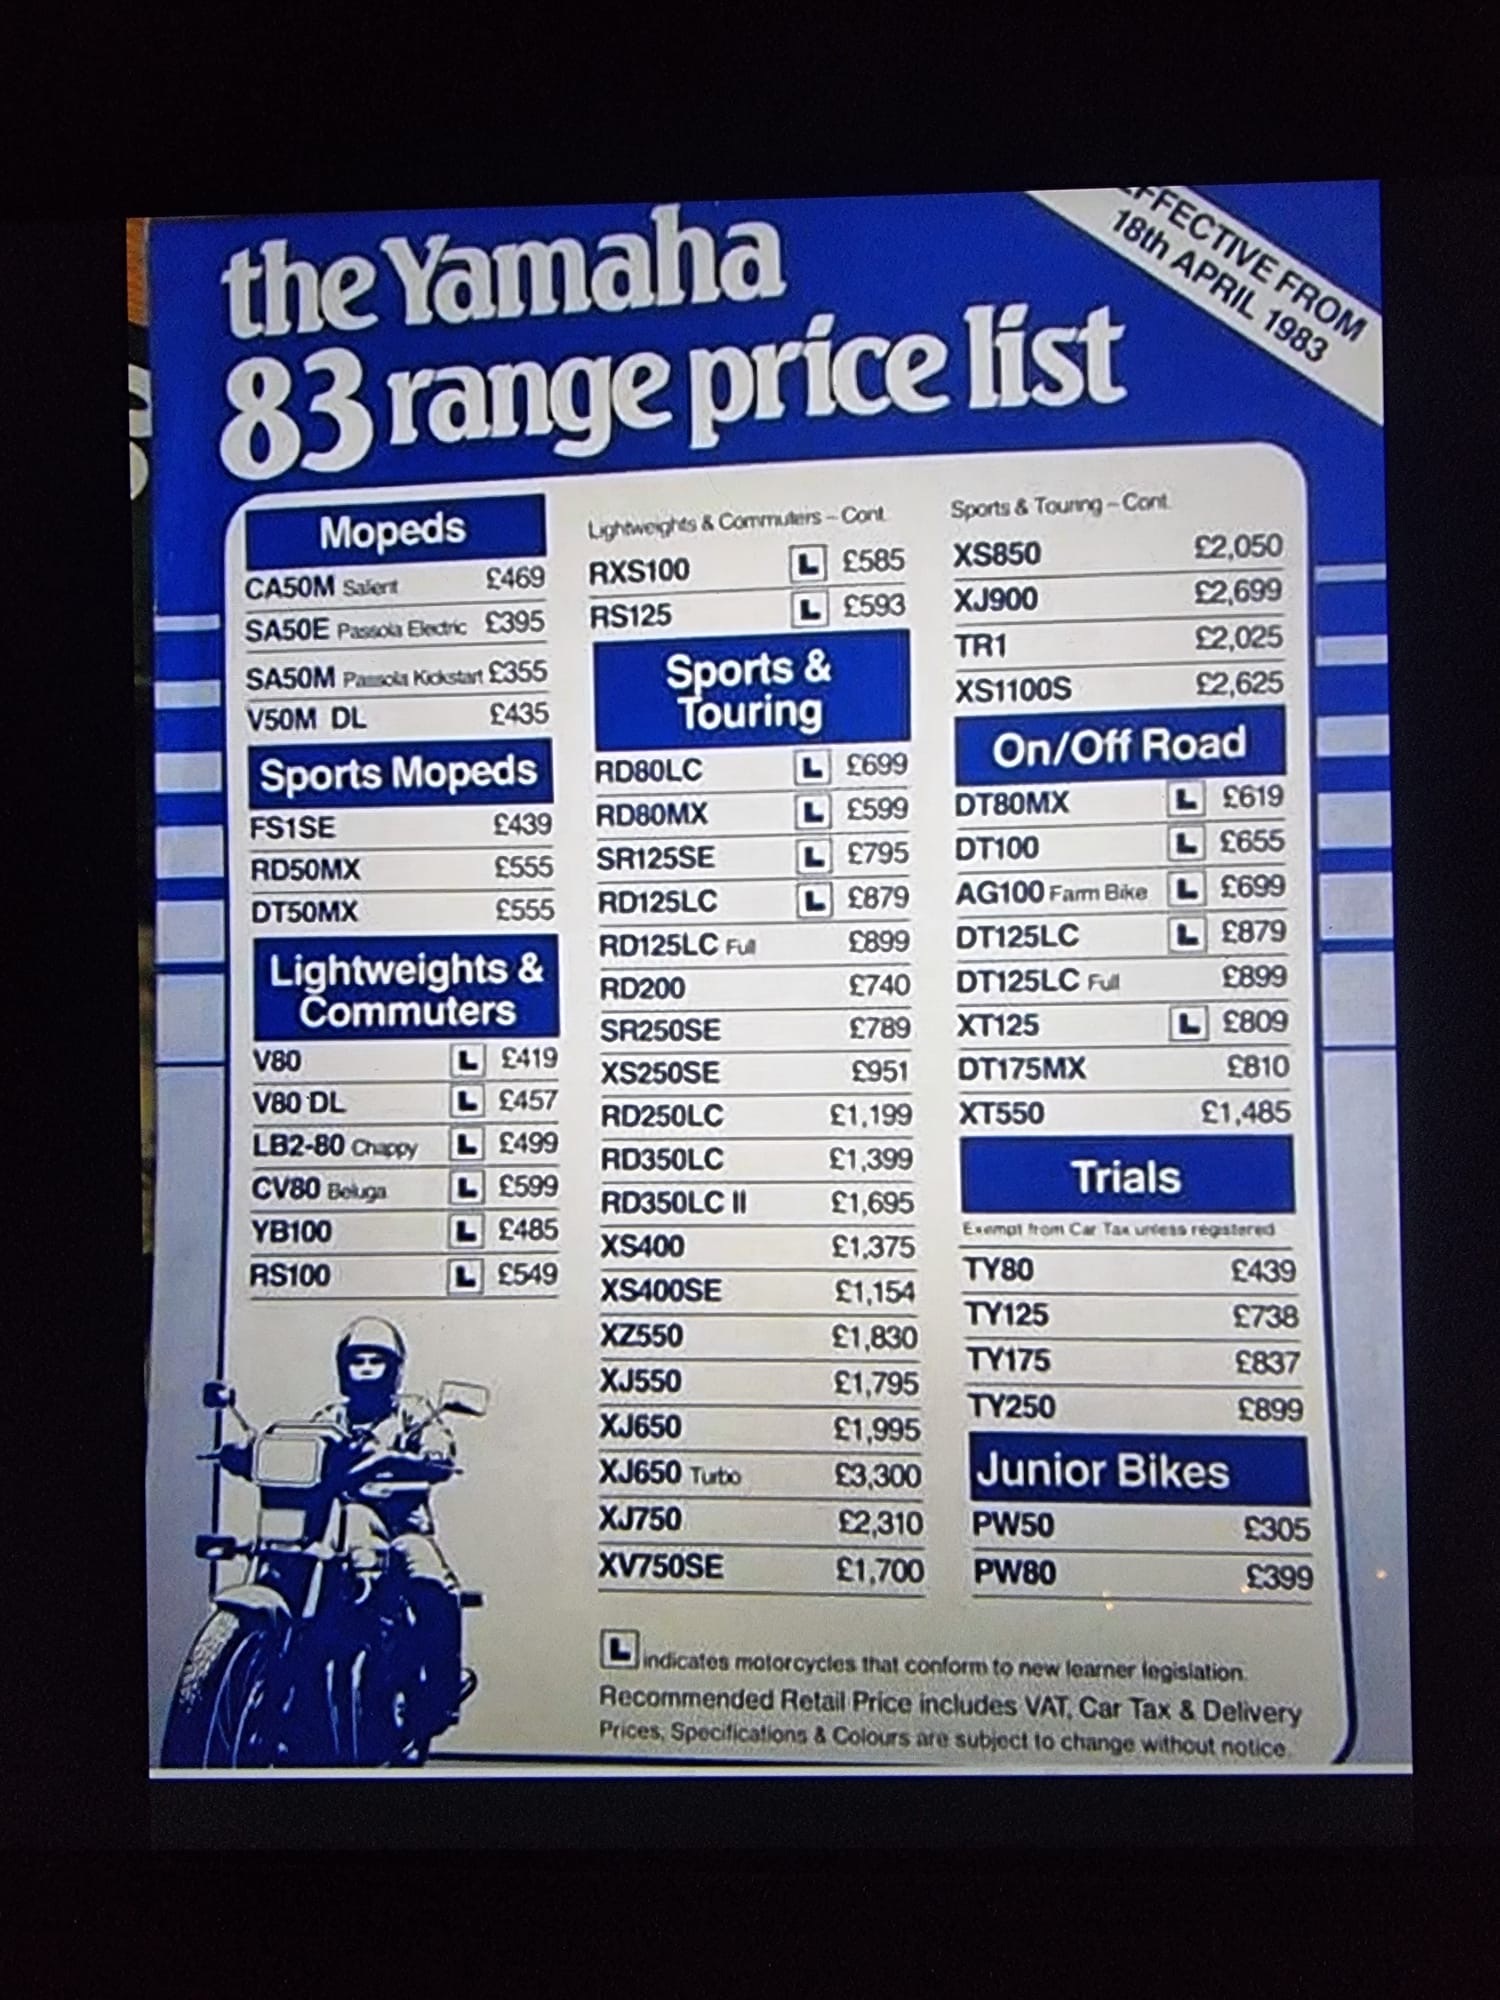 the Yamaha
83 range price list
EFFECTIVE FROM
18th APRIL 1983
Mopeds
CA50M Salient £469
SA50E Passola Electric £395
SA50M Passola Kickstart £355
V50M DL £435
Sports Mopeds
FS1SE £439
RD50MX £555
DT50MX £555
Lightweights &
Commuters
V80 L £419
V80 DL L £457
LB2-80 Chappy L £499
CV80 Beluga L £599
YB100 L £485
RS100 L £549
Lightweights & Commuters – Cont.
RXS100 L £585
RS125 L £593
Sports &
Touring
RD80LC L £699
RD80MX L £599
SR125SE L £795
RD125LC L £879
RD125LC Full £899
RD200 £740
SR250SE £789
XS250SE £951
RD250LC £1,199
RD350LC £1,399
RD350LC II £1,695
XS400 £1,375
XS400SE £1,154
XZ550 £1,830
XJ550 £1,795
XJ650 £1,995
XJ650 Turbo £3,300
XJ750 £2,310
XV750SE £1,700
Sports & Touring – Cont.
XS850 £2,050
XJ900 £2,699
TR1 £2,025
XS1100S £2,625
On/Off Road
DT80MX L £619
DT100 L £655
AG100 Farm Bike L £699
DT125LC L £879
DT125LC Full £899
XT125 L £809
DT175MX £810
XT550 £1,485
Trials
Exempt from Car Tax unless registered
TY80 £439
TY125 £738
TY175 £837
TY250 £899
Junior Bikes
PW50 £305
PW80 £399
L indicates motorcycles that conform to new learner legislation.
Recommended Retail Price includes VAT, Car Tax & Delivery
Prices, Specifications & Colours are subject to change without notice.